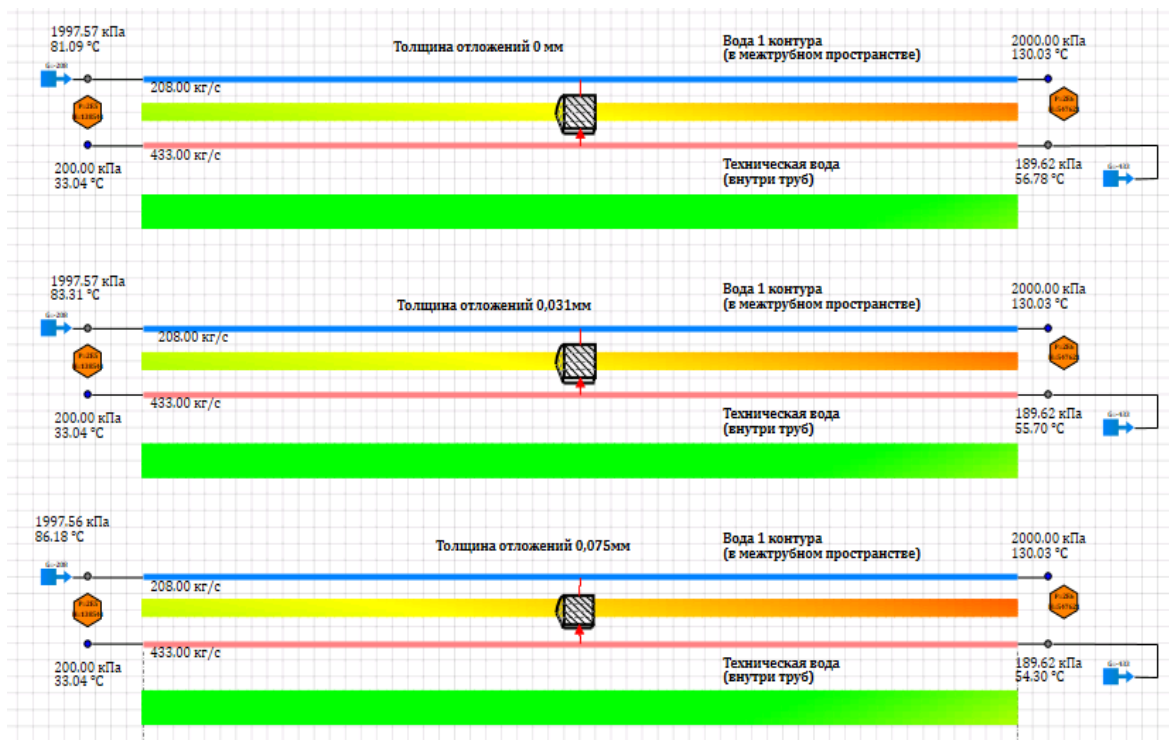 1997.57 кПа
81.09 °C
Толщина отложений 0 мм
Вода 1 контура
(в межтрубном пространстве)
2000.00 кПа
130.03 °C
G:-208
208.00 кг/с
433.00 кг/с
200.00 кПа
33.04 °C
Техническая вода
(внутри труб)
189.62 кПа
56.78 °C
G:-433
1997.57 кПа
83.31 °C
Толщина отложений 0,031мм
Вода 1 контура
(в межтрубном пространстве)
2000.00 кПа
130.03 °C
G:-208
208.00 кг/с
433.00 кг/с
200.00 кПа
33.04 °C
Техническая вода
(внутри труб)
189.62 кПа
55.70 °C
G:-433
1997.56 кПа
86.18 °C
Толщина отложений 0,075мм
Вода 1 контура
(в межтрубном пространстве)
2000.00 кПа
130.03 °C
G:-208
208.00 кг/с
433.00 кг/с
200.00 кПа
33.04 °C
Техническая вода
(внутри труб)
189.62 кПа
54.30 °C
G:-433